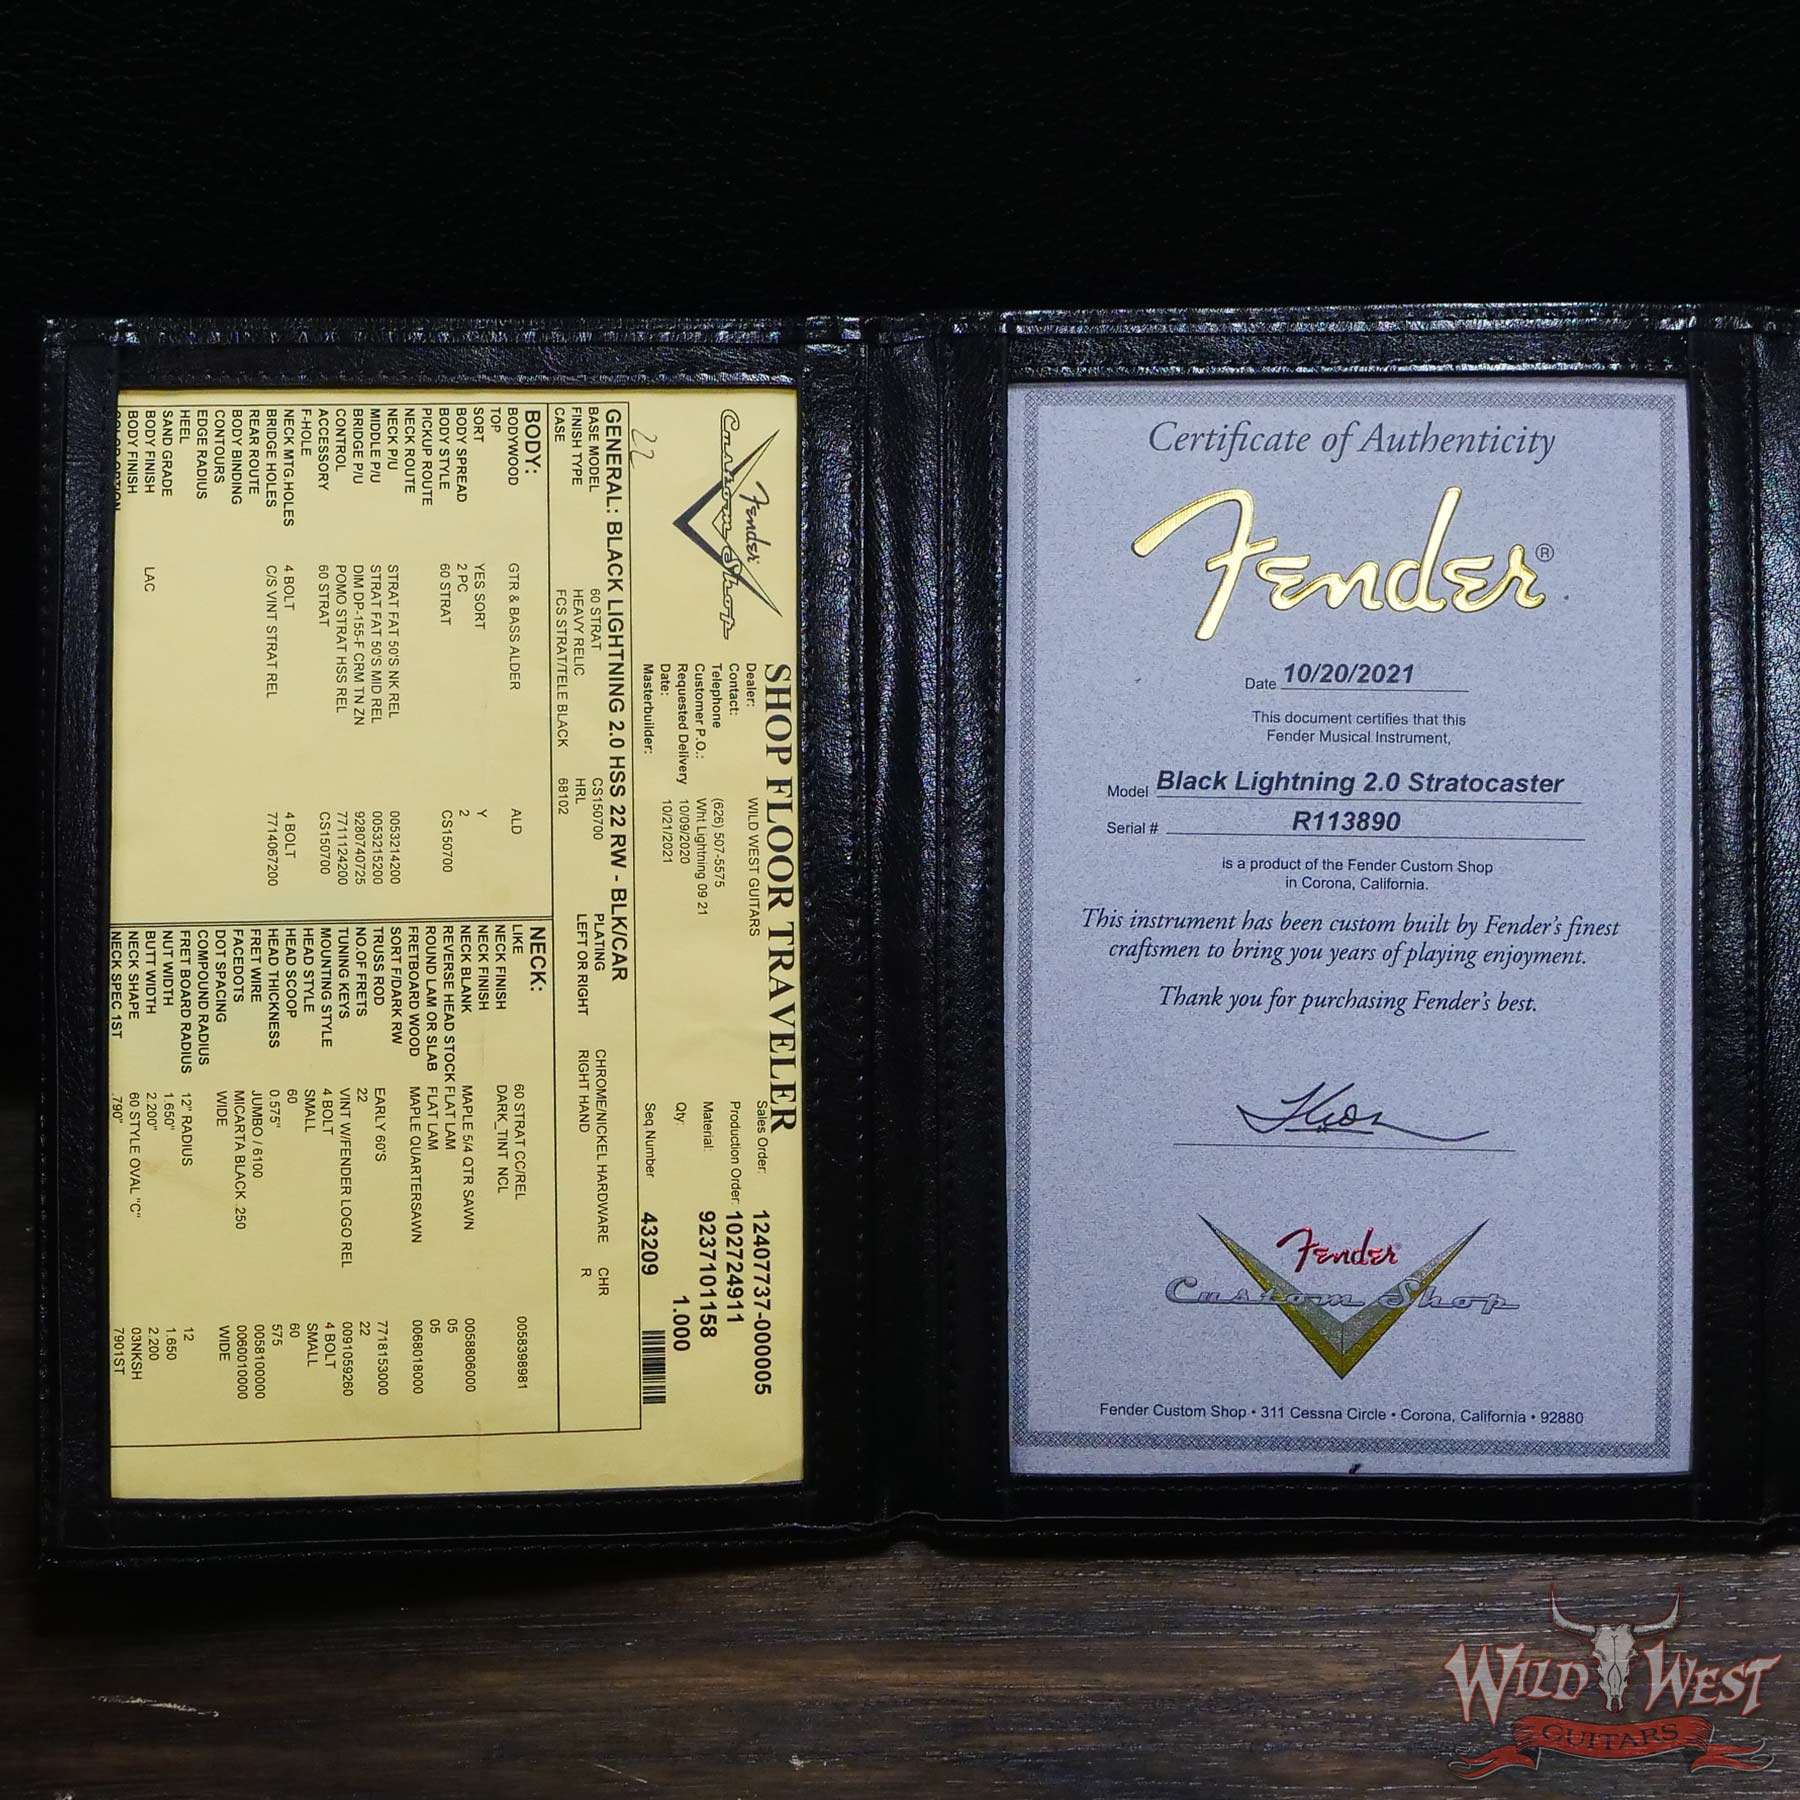 Fender
Custom Shop
22
SHOP FLOOR TRAVELER
Dealer: WILD WEST GUITARS
Contact:
Telephone (626) 507-5575
Customer P.O.: Wht Lightning 09 21
Requested Delivery 10/09/2020
Date: 10/21/2021
Masterbuilder:
Sales Order: 12407737-000005
Production Order: 102724911
Material: 9237101158
Qty: 1.000
Seq Number 43209
GENERAL: BLACK LIGHTNING 2.0 HSS 22 RW - BLK/CAR
BASE MODEL 60 STRAT CS150700 PLATING CHROME/NICKEL HARDWARE CHR
FINISH TYPE HEAVY RELIC HRL LEFT OR RIGHT RIGHT HAND R
CASE FCS STRAT/TELE BLACK 68102
BODY:
BODYWOOD GTR & BASS ALDER ALD
TOP
SORT YES SORT Y
BODY SPREAD 2 PC 2
BODY STYLE 60 STRAT CS150700
PICKUP ROUTE
NECK ROUTE
NECK P/U STRAT FAT 50'S NK REL 0053214200
MIDDLE P/U STRAT FAT 50'S MID REL 0053215200
BRIDGE P/U DIM DP-155-F CRM TN ZN 9280740725
CONTROL POMO STRAT HSS REL 7711124200
ACCESSORY 60 STRAT CS150700
F-HOLE
NECK MTG.HOLES 4 BOLT 4 BOLT
BRIDGE HOLES C/S VINT STRAT REL 7714067200
REAR ROUTE
BODY BINDING
CONTOURS
EDGE RADIUS
HEEL
SAND GRADE
BODY FINISH LAC
BODY FINISH
COLOR OPTION
NECK:
LIKE 60 STRAT CC/REL 0058398981
NECK FINISH DARK_TINT_NCL
NECK FINISH
NECK BLANK MAPLE 5/4 QTR SAWN 0058806000
REVERSE HEAD STOCK FLAT LAM 05
ROUND LAM OR SLAB FLAT LAM 05
FRETBOARD WOOD MAPLE QUARTERSAWN 0068018000
SORT F/DARK RW
TRUSS ROD EARLY 60'S 7718153000
NO.OF FRETS 22 22
TUNING KEYS VINT W/FENDER LOGO REL 0091059260
MOUNTING STYLE 4 BOLT 4 BOLT
HEAD STYLE SMALL SMALL
HEAD SCOOP 60 60
HEAD THICKNESS 0.575" 575
FRET WIRE JUMBO / 6100 0058100000
FACEDOTS MICARTA BLACK .250 0060010000
DOT SPACING WIDE WIDE
COMPOUND RADIUS
FRET BOARD RADIUS 12" RADIUS 12
NUT WIDTH 1.650" 1.650
BUTT WIDTH 2.200" 2.200
NECK SHAPE 60 STYLE OVAL "C" 03NKSH
NECK SPEC 1ST .790" 7901ST
Certificate of Authenticity
Fender®
Date 10/20/2021
This document certifies that this
Fender Musical Instrument,
Model Black Lightning 2.0 Stratocaster
Serial # R113890
is a product of the Fender Custom Shop
in Corona, California.
This instrument has been custom built by Fender's finest
craftsmen to bring you years of playing enjoyment.
Thank you for purchasing Fender's best.
Fender
Custom Shop
Fender Custom Shop • 311 Cessna Circle • Corona, California • 92880
WILD WEST
GUITARS